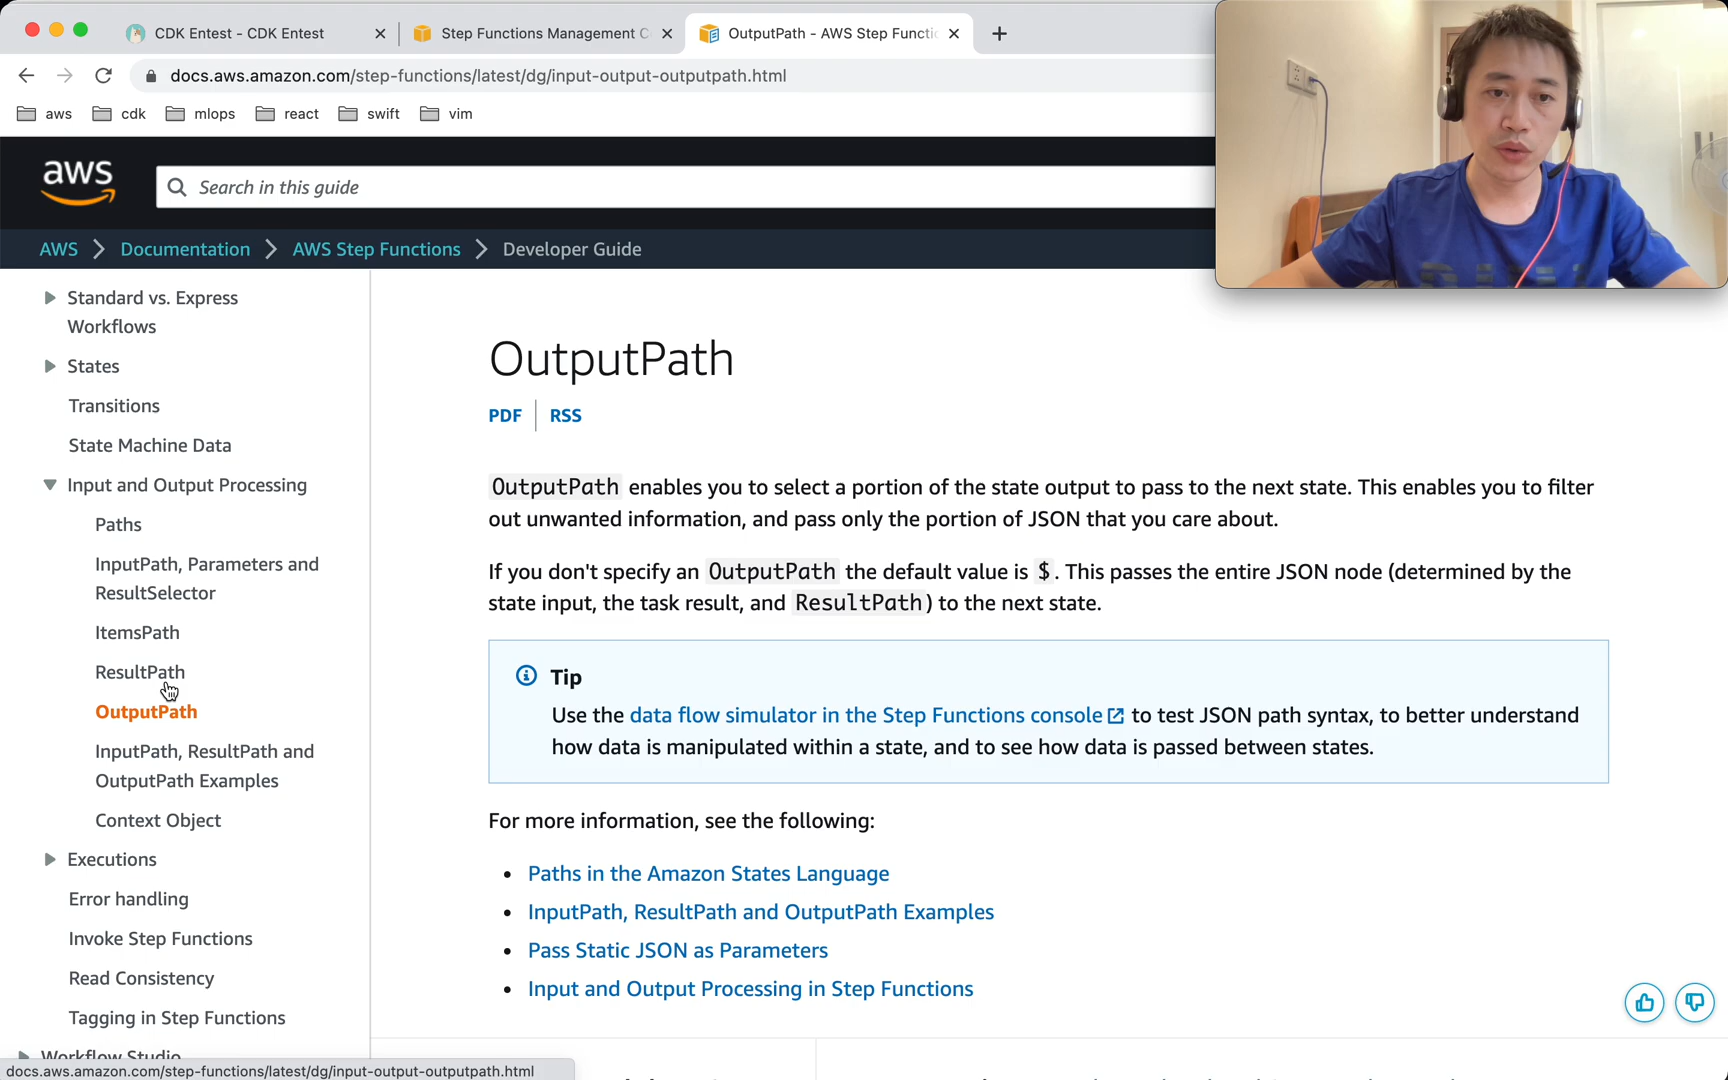 CDK Entest - CDK Entest
Step Functions Management C
OutputPath - AWS Step Functi
docs.aws.amazon.com/step-functions/latest/dg/input-output-outputpath.html
aws cdk mlops react swift vim
aws
Search in this guide
AWS Documentation AWS Step Functions Developer Guide
Standard vs. Express
Workflows
States
Transitions
State Machine Data
Input and Output Processing
Paths
InputPath, Parameters and
ResultSelector
ItemsPath
ResultPath
OutputPath
InputPath, ResultPath and
OutputPath Examples
Context Object
Executions
Error handling
Invoke Step Functions
Read Consistency
Tagging in Step Functions
Workflow Studio
docs.aws.amazon.com/step-functions/latest/dg/input-output-outputpath.html
OutputPath
PDF RSS
OutputPath enables you to select a portion of the state output to pass to the next state. This enables you to filter
out unwanted information, and pass only the portion of JSON that you care about.
If you don't specify an OutputPath the default value is $. This passes the entire JSON node (determined by the
state input, the task result, and ResultPath) to the next state.
Tip
Use the data flow simulator in the Step Functions console to test JSON path syntax, to better understand
how data is manipulated within a state, and to see how data is passed between states.
For more information, see the following:
• Paths in the Amazon States Language
• InputPath, ResultPath and OutputPath Examples
• Pass Static JSON as Parameters
• Input and Output Processing in Step Functions